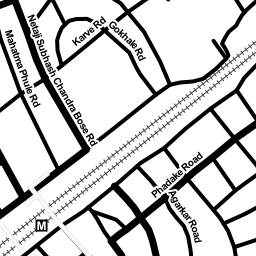 Karve Rd
Gokhale Rd
Netaji Subhash Chandra Bose Rd
Mahatma Phule Rd
Phadake Road
Agarkar Road
M